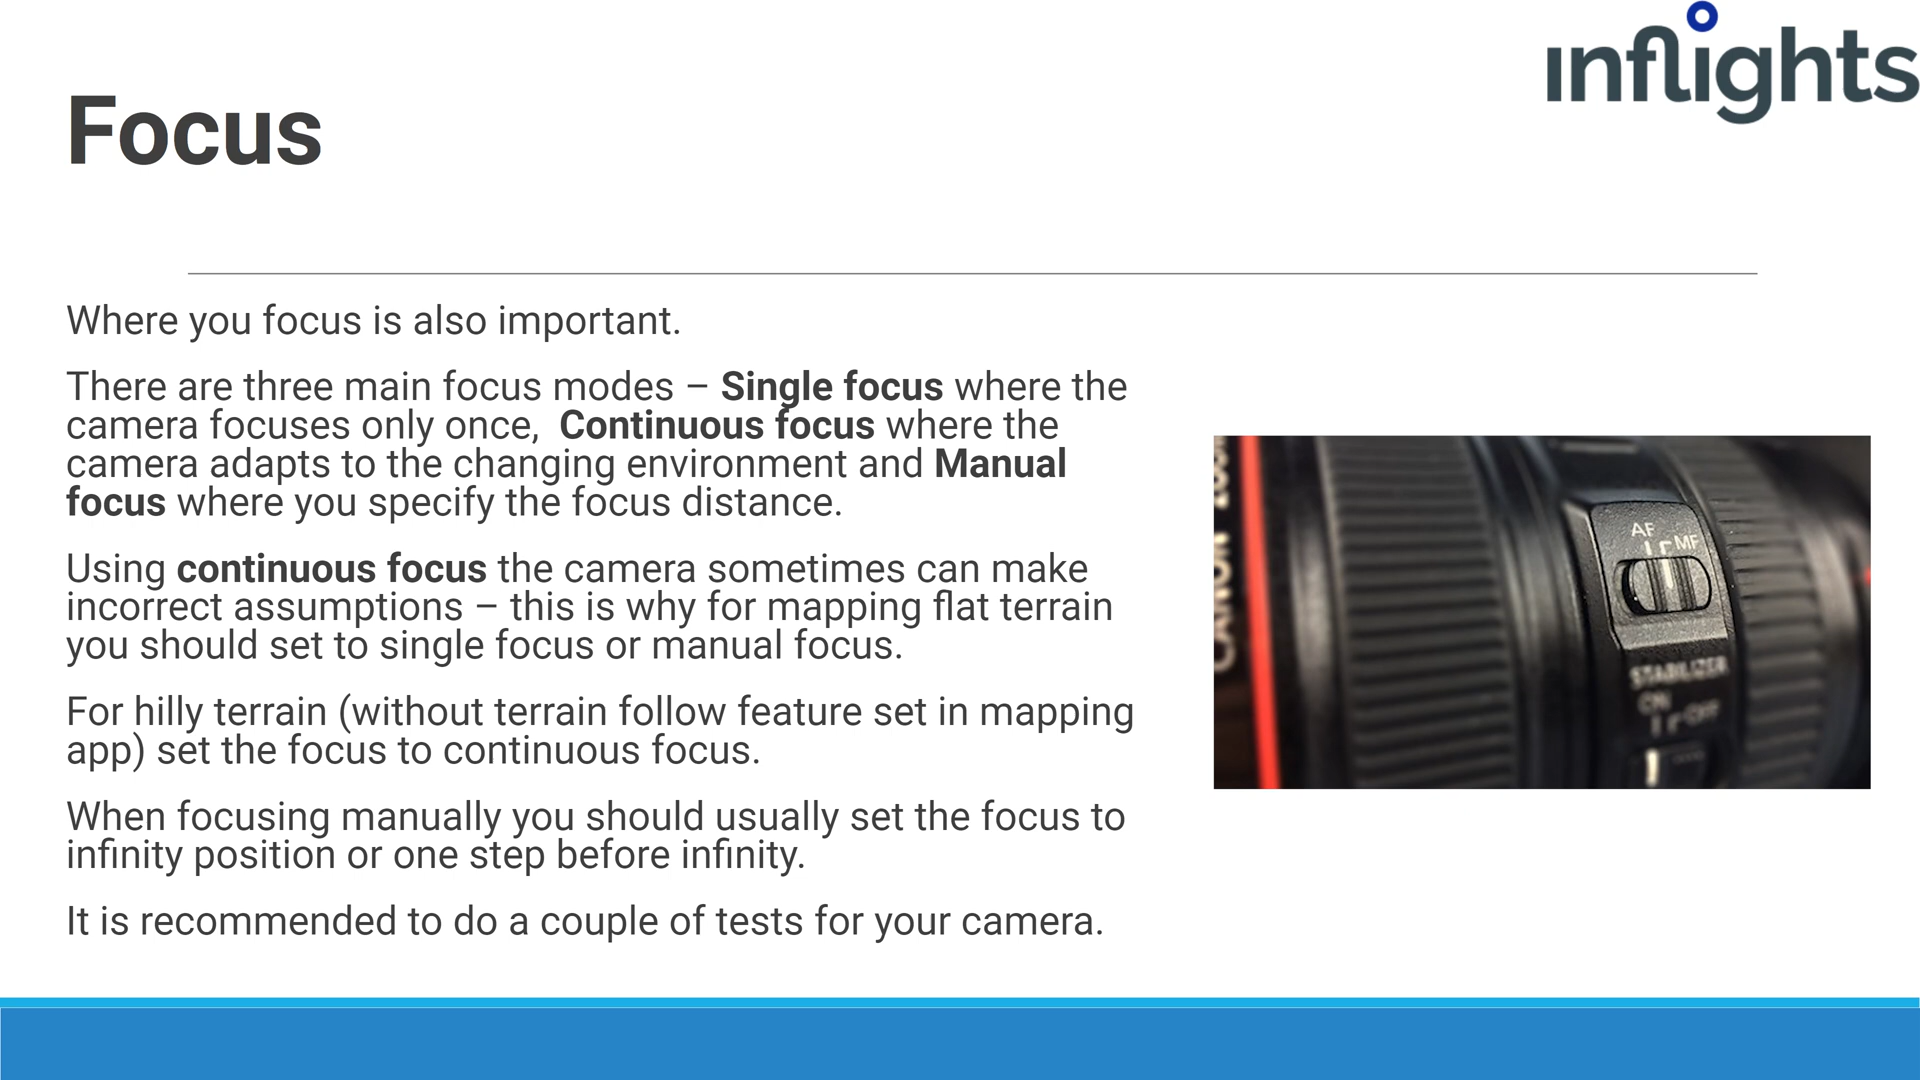 inflights
Focus
Where you focus is also important.
There are three main focus modes – Single focus where the
camera focuses only once,  Continuous focus where the
camera adapts to the changing environment and Manual
focus where you specify the focus distance.
Using continuous focus the camera sometimes can make
incorrect assumptions – this is why for mapping flat terrain
you should set to single focus or manual focus.
For hilly terrain (without terrain follow feature set in mapping
app) set the focus to continuous focus.
When focusing manually you should usually set the focus to
infinity position or one step before infinity.
It is recommended to do a couple of tests for your camera.
CANON ZOOM
AF
MF
STABILIZER
ON
OFF